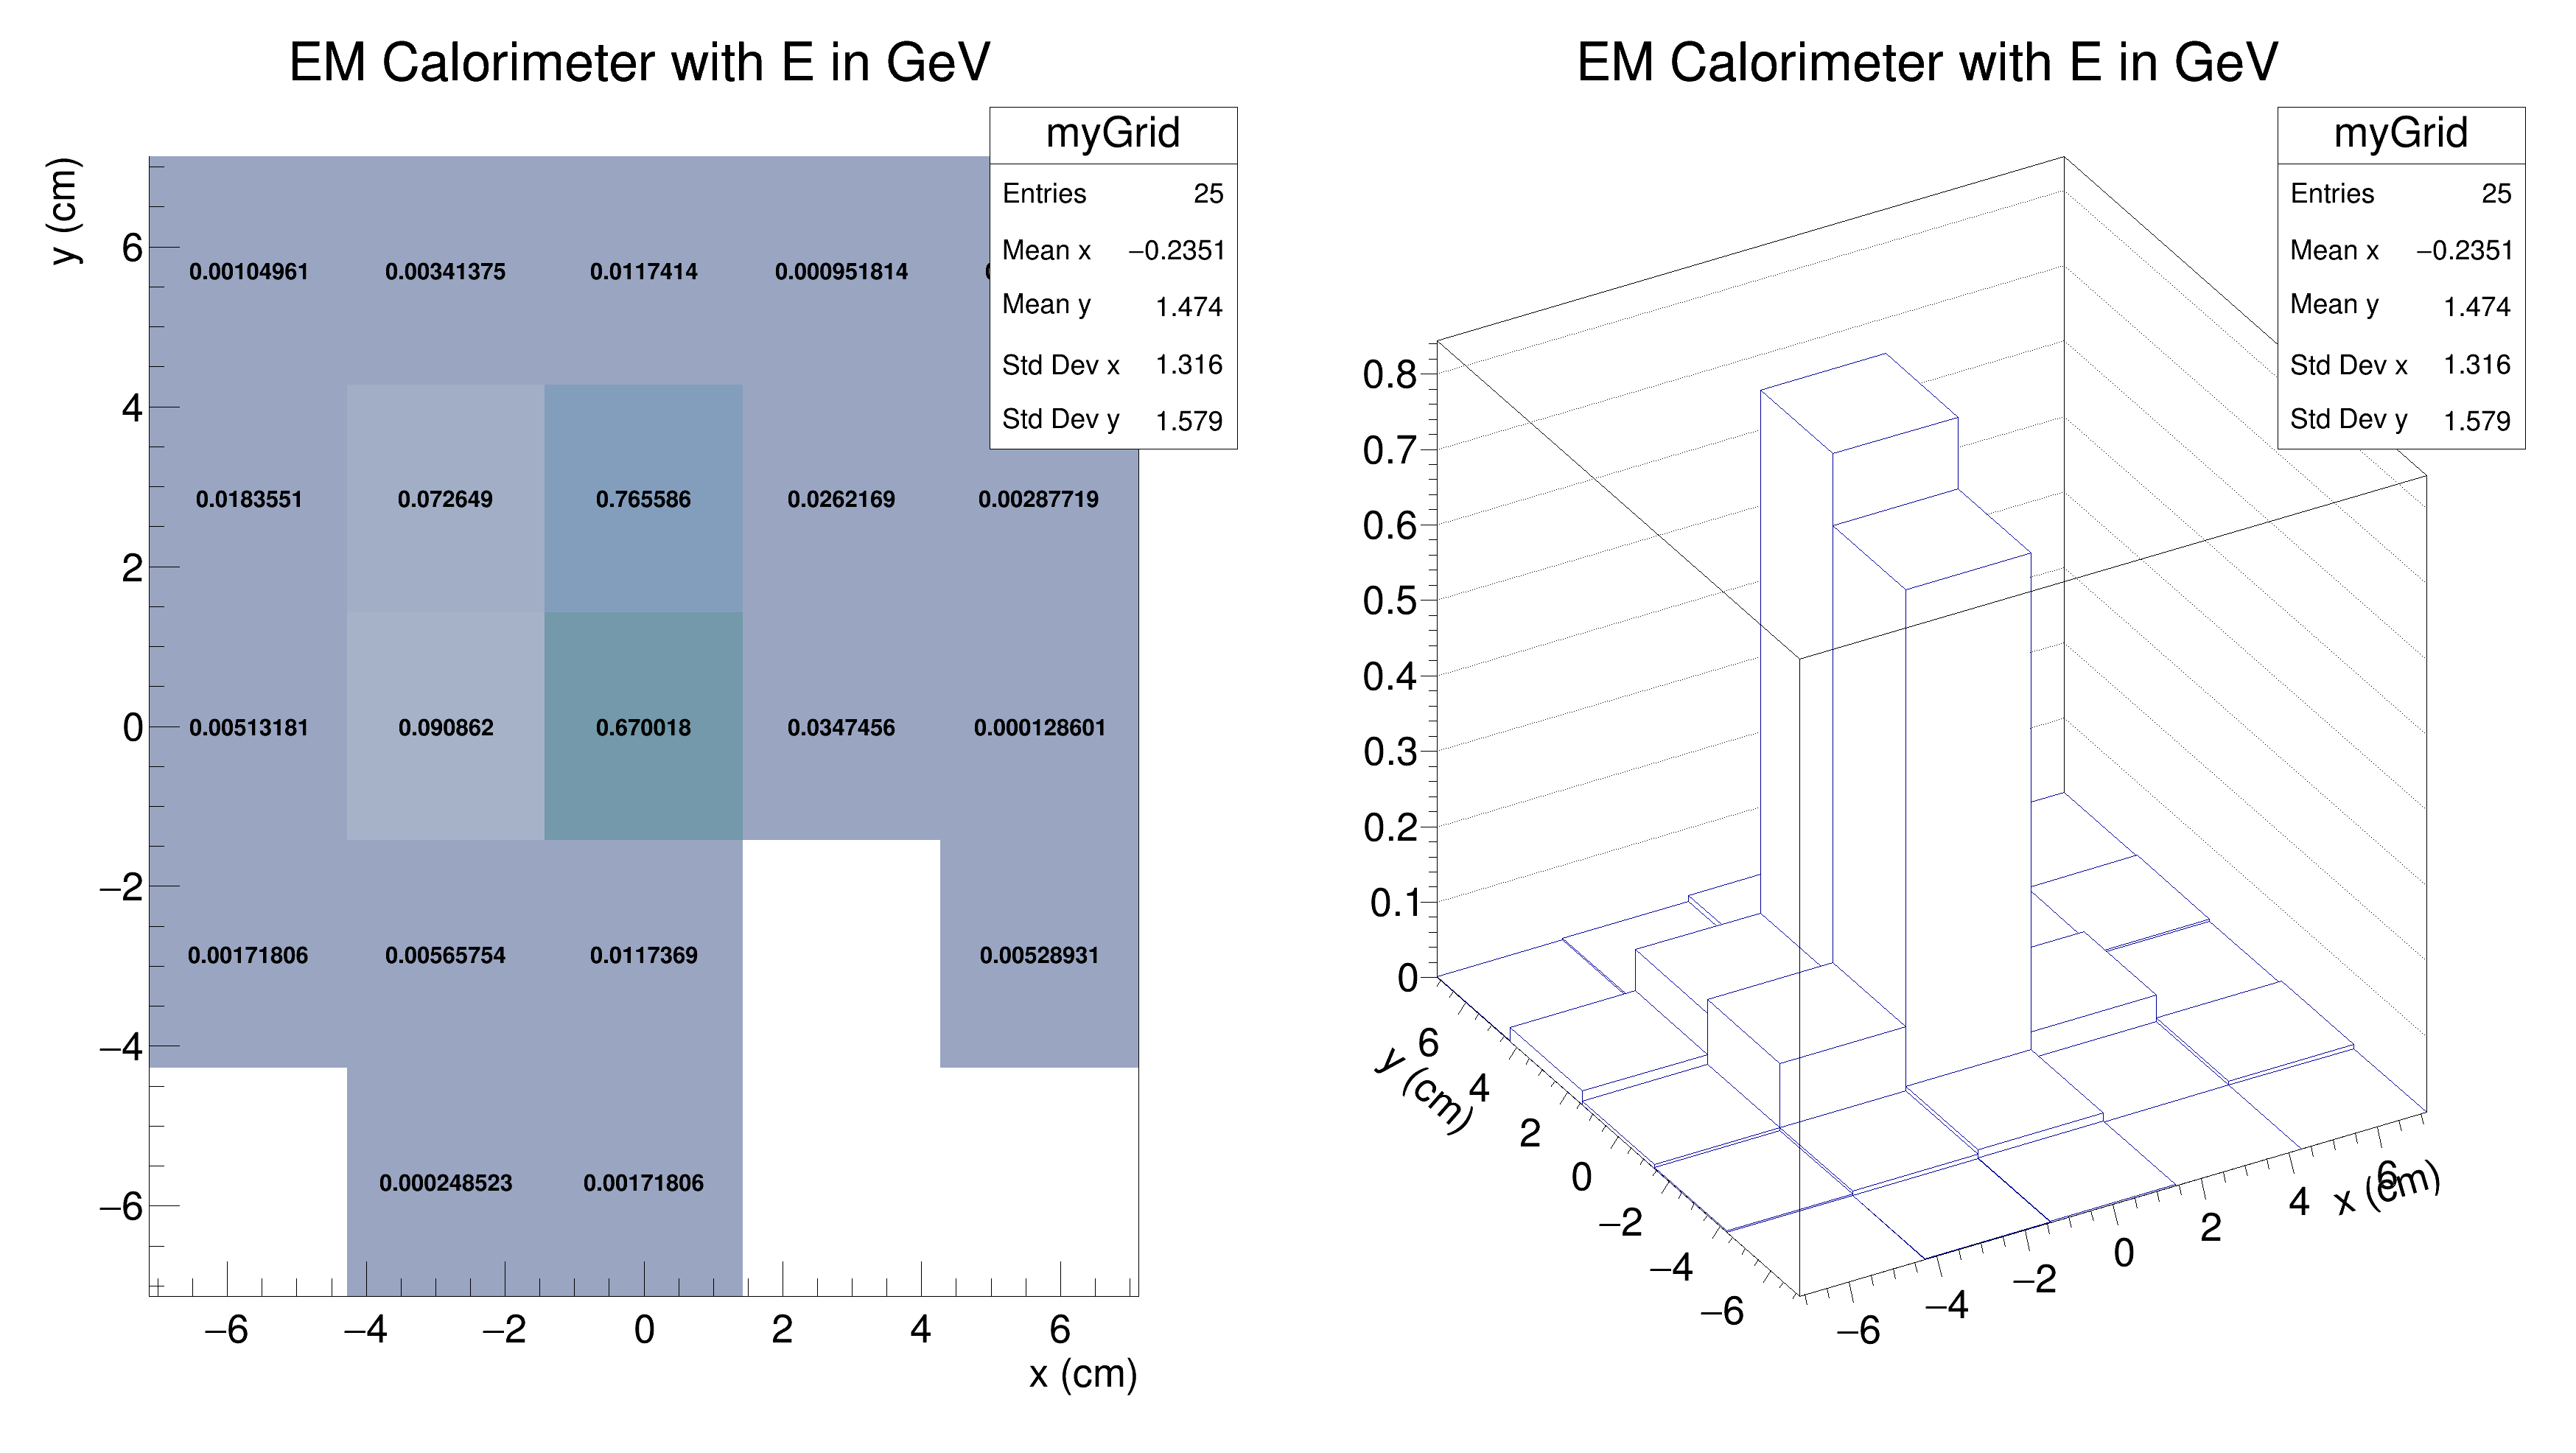 EM Calorimeter with E in GeV
myGrid
Entries 25
Mean x −0.2351
Mean y 1.474
Std Dev x 1.316
Std Dev y 1.579
y (cm)
6
4
2
0
−2
−4
−6
0.00104961 0.00341375 0.0117414 0.000951814
0.0183551 0.072649 0.765586 0.0262169 0.00287719
0.00513181 0.090862 0.670018 0.0347456 0.000128601
0.00171806 0.00565754 0.0117369 0.00528931
0.000248523 0.00171806
−6 −4 −2 0 2 4 6
x (cm)
EM Calorimeter with E in GeV
myGrid
Entries 25
Mean x −0.2351
Mean y 1.474
Std Dev x 1.316
Std Dev y 1.579
0.8
0.7
0.6
0.5
0.4
0.3
0.2
0.1
0
6
4
2
0
−2
−4
−6
y (cm)
−6
−4
−2
0
2
4
6
x (cm)